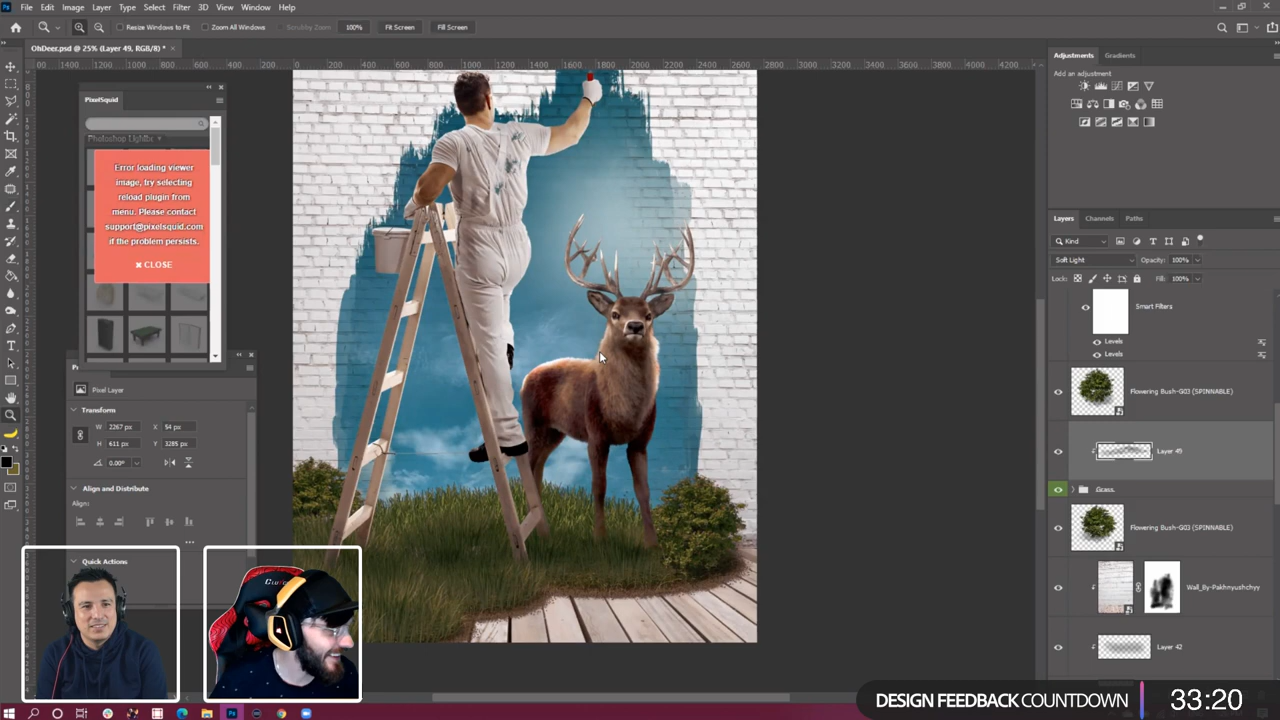 File Edit Image Layer Type Select Filter 3D View Window Help
Resize Windows to Fit Zoom All Windows Scrubby Zoom 100% Fit Screen Fill Screen
OhDeer.psd @ 25% (Layer 49, RGB/8) *
PixelSquid
Photoshop Lightbox
Error loading viewer
image, try selecting
reload plugin from
menu. Please contact
support@pixelsquid.com
if the problem persists.
✖ CLOSE
Pixel Layer
Transform
W 2267 px X 54 px
H 611 px Y 3285 px
0.00°
Align and Distribute
Align:
Quick Actions
Adjustments Gradients
Add an adjustment
Layers Channels Paths
Kind
Soft Light Opacity: 100%
Lock: Fill: 100%
Smart Filters
Levels
Levels
Flowering Bush-G03 (SPINNABLE)
Layer 49
Grass
Flowering Bush-G03 (SPINNABLE)
Wall_By-Pakhnyushchyy
Layer 42
DESIGN FEEDBACK COUNTDOWN 33:20